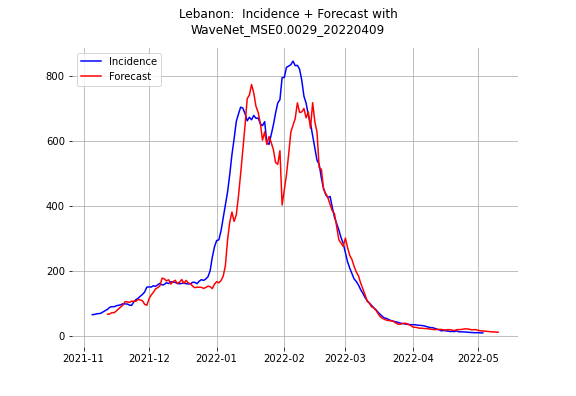 Lebanon:  Incidence + Forecast with
WaveNet_MSE0.0029_20220409
Incidence
Forecast
800
600
400
200
0
2021-11 2021-12 2022-01 2022-02 2022-03 2022-04 2022-05